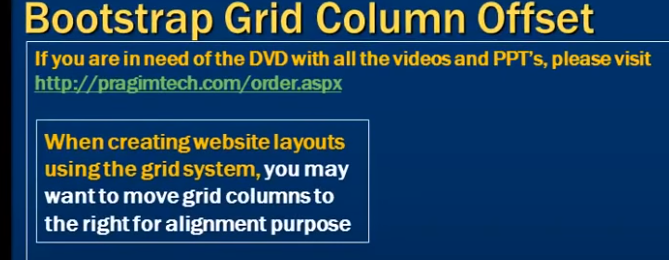 Bootstrap Grid Column Offset
If you are in need of the DVD with all the videos and PPT's, please visit
http://pragimtech.com/order.aspx
When creating website layouts
using the grid system, you may
want to move grid columns to
the right for alignment purpose